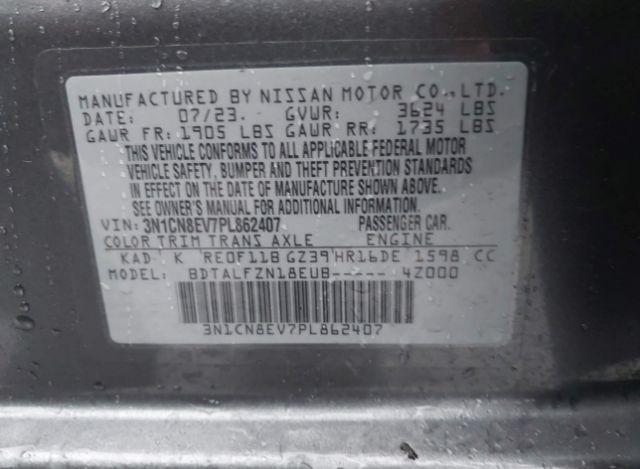 MANUFACTURED BY NISSAN MOTOR CO.,LTD.
DATE: 07/23. GVWR: 3624 LBS
GAWR FR: 1905 LBS GAWR RR: 1735 LBS
THIS VEHICLE CONFORMS TO ALL APPLICABLE FEDERAL MOTOR
VEHICLE SAFETY, BUMPER AND THEFT PREVENTION STANDARDS
IN EFFECT ON THE DATE OF MANUFACTURE SHOWN ABOVE.
SEE OWNER'S MANUAL FOR ADDITIONAL INFORMATION.
VIN: 3N1CN8EV7PL862407 PASSENGER CAR.
COLOR TRIM TRANS AXLE ENGINE
KAD K RE0F11B GZ39 HR16DE 1598 CC
MODEL: BDTALFZN18EUB----- 4Z000
3N1CN8EV7PL862407